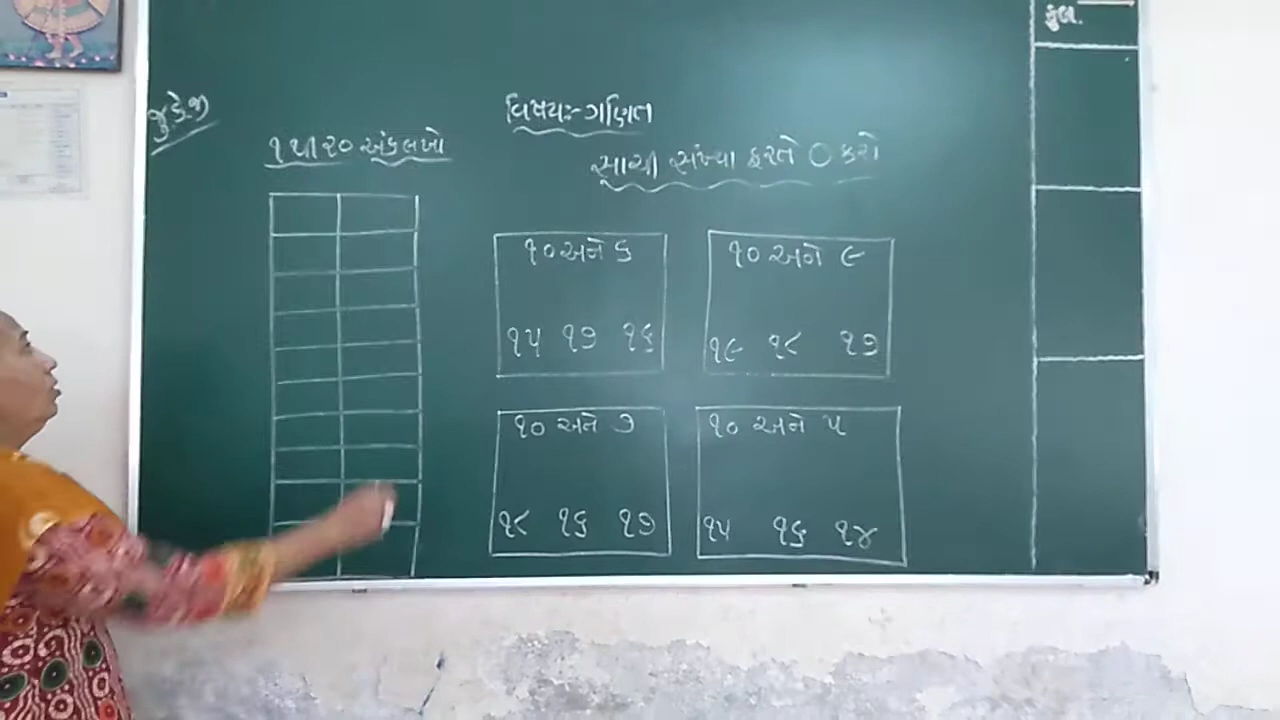 કુલ.
જુ.કે.જી
વિષયઃ- ગણિત
૧ થી ૨૦ અંક લખો
સાચી સંખ્યા ફરતે ○ કરો
૧૦ અને ૬
૧૫ ૧૭ ૧૬
૧૦ અને ૯
૧૯ ૧૮ ૧૭
૧૦ અને ૭
૧૮ ૧૬ ૧૭
૧૦ અને ૫
૧૫ ૧૬ ૧૪